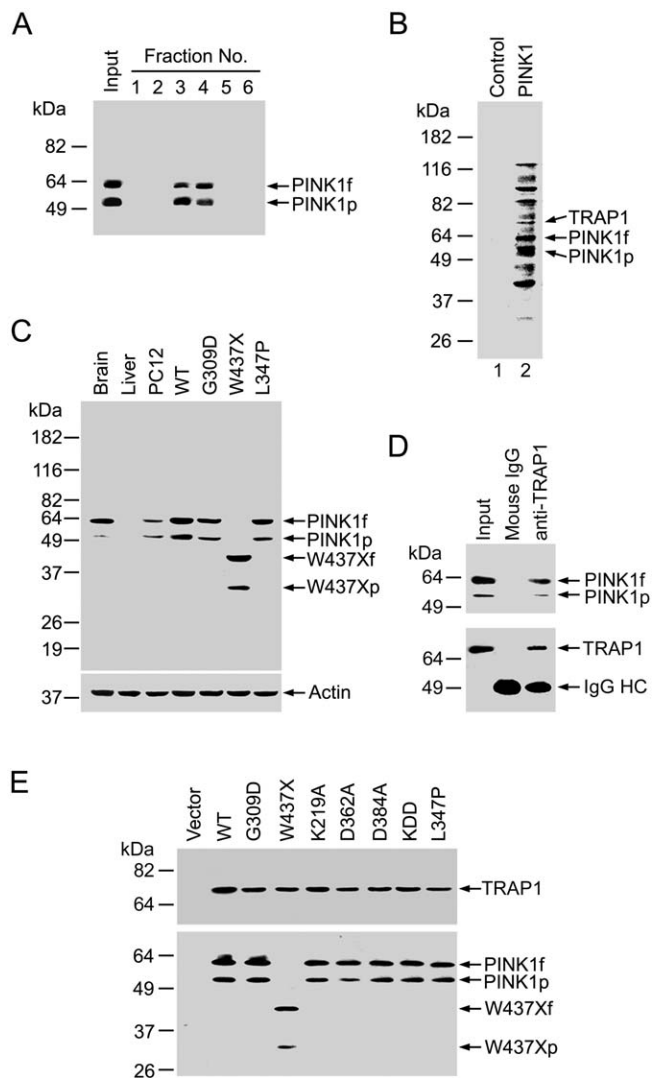 A
Fraction No.
Input 1 2 3 4 5 6
kDa
82
64
49
PINK1f
PINK1p
B
Control
PINK1
kDa
182
116
82
64
49
37
26
TRAP1
PINK1f
PINK1p
1 2
C
Brain
Liver
PC12
WT
G309D
W437X
L347P
kDa
182
116
82
64
49
37
26
19
PINK1f
PINK1p
W437Xf
W437Xp
37
Actin
D
Input
Mouse IgG
anti-TRAP1
kDa
64
49
PINK1f
PINK1p
64
49
TRAP1
IgG HC
E
Vector
WT
G309D
W437X
K219A
D362A
D384A
KDD
L347P
kDa
82
64
TRAP1
64
49
37
26
PINK1f
PINK1p
W437Xf
W437Xp